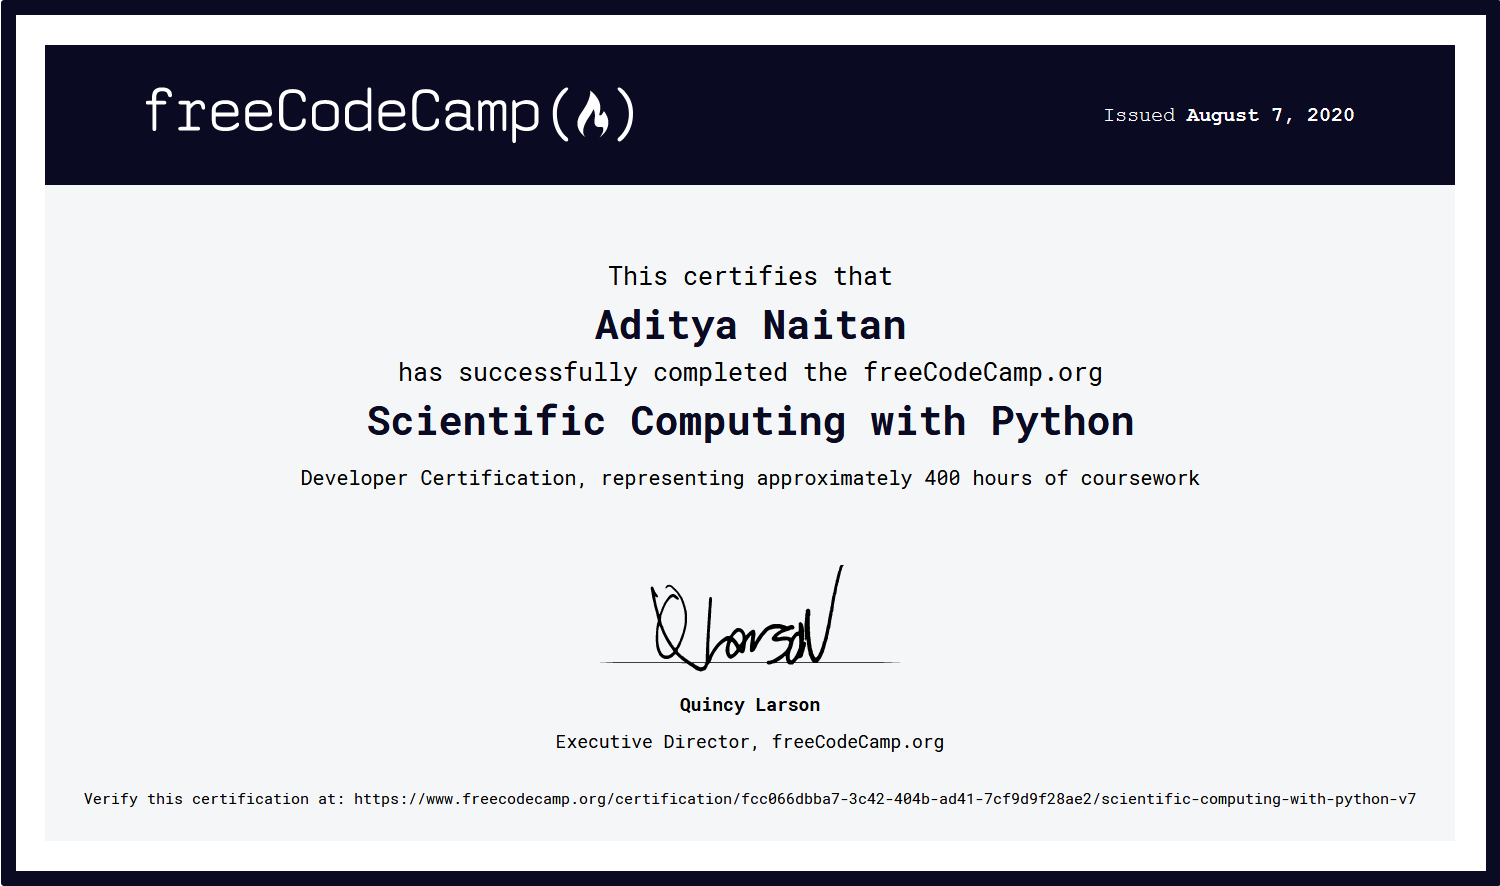 freeCodeCamp(🔥)
Issued August 7, 2020
This certifies that
Aditya Naitan
has successfully completed the freeCodeCamp.org
Scientific Computing with Python
Developer Certification, representing approximately 400 hours of coursework
QLarson
Quincy Larson
Executive Director, freeCodeCamp.org
Verify this certification at: https://www.freecodecamp.org/certification/fcc066dbba7-3c42-404b-ad41-7cf9d9f28ae2/scientific-computing-with-python-v7